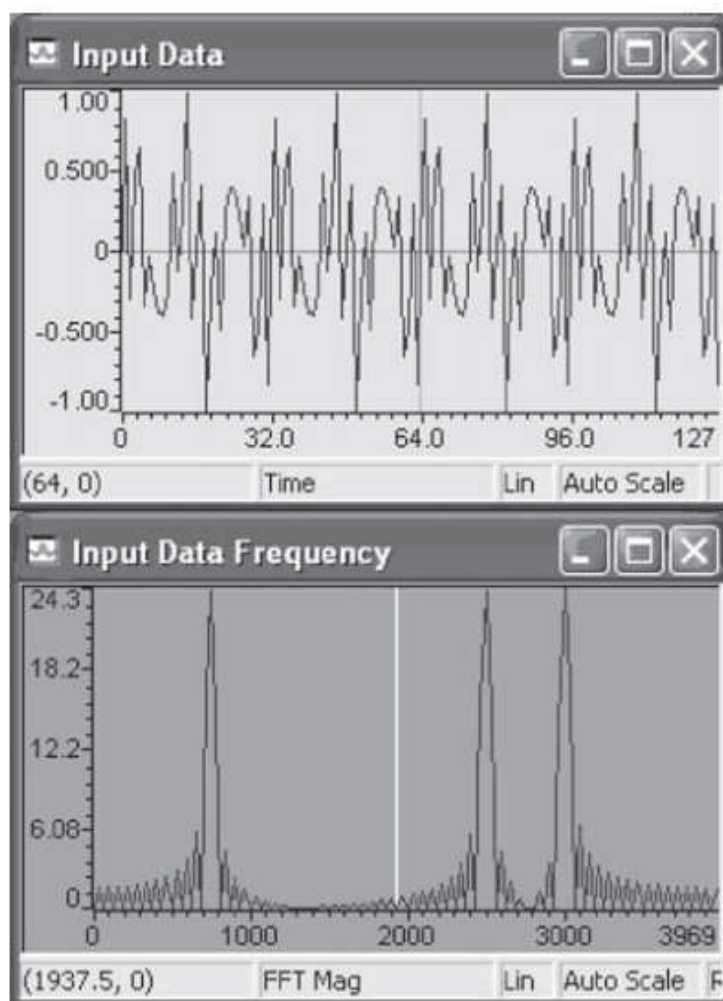 Input Data
1.00
0.500
0
-0.500
-1.00
0 32.0 64.0 96.0 127
(64, 0) Time Lin Auto Scale
Input Data Frequency
24.3
18.2
12.2
6.08
0
0 1000 2000 3000 3969
(1937.5, 0) FFT Mag Lin Auto Scale